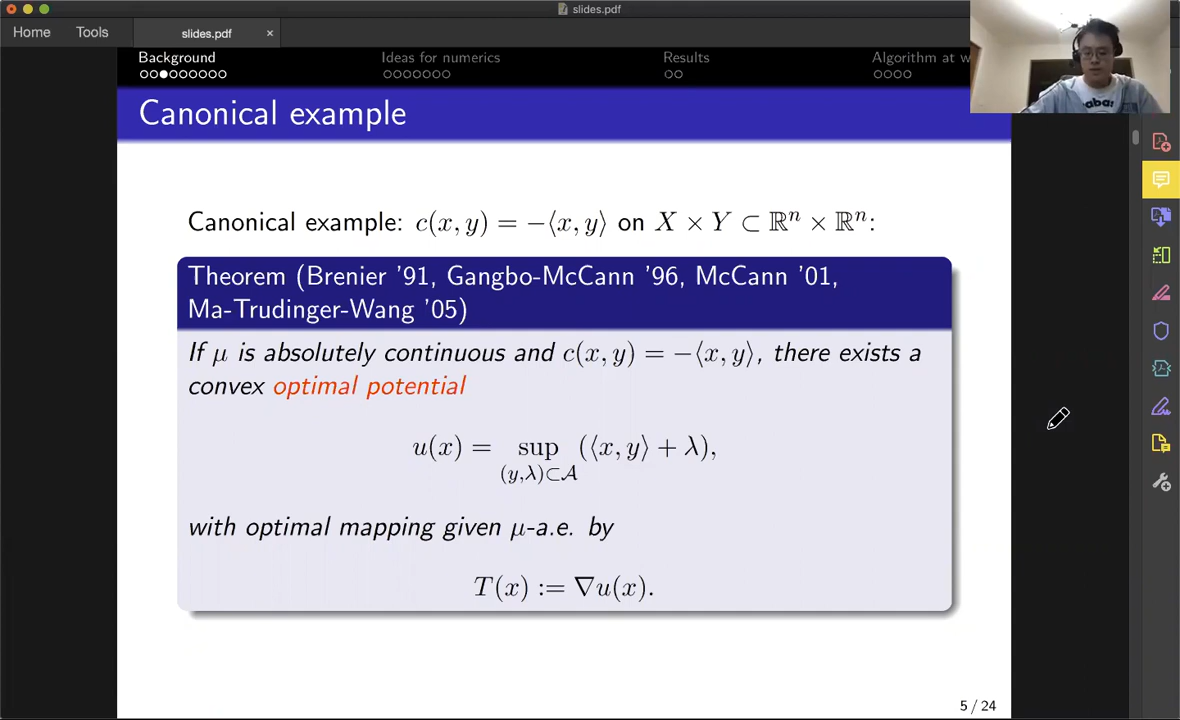 slides.pdf
Home Tools slides.pdf ×
Background Ideas for numerics Results Algorithm at w
Canonical example
Canonical example: c(x, y) = −⟨x, y⟩ on X × Y ⊂ ℝⁿ × ℝⁿ:
Theorem (Brenier '91, Gangbo-McCann '96, McCann '01,
Ma-Trudinger-Wang '05)
If μ is absolutely continuous and c(x, y) = −⟨x, y⟩, there exists a
convex optimal potential
u(x) = sup (⟨x, y⟩ + λ),
(y,λ)⊂𝒜
with optimal mapping given μ-a.e. by
T(x) := ∇u(x).
5 / 24